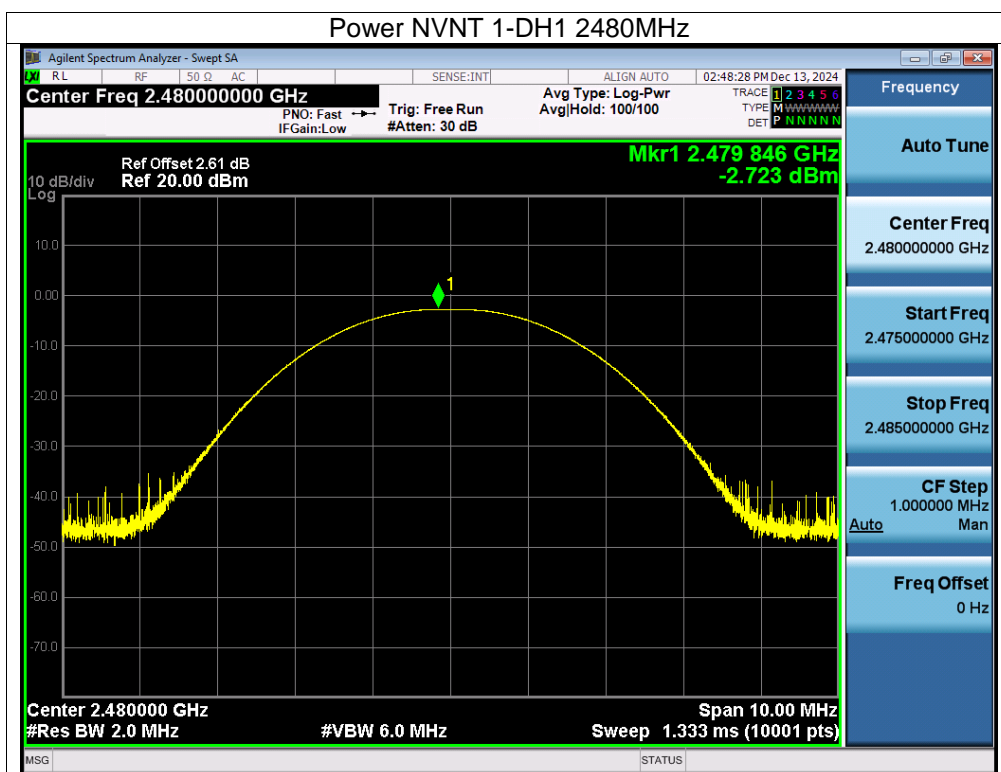 Power NVNT 1-DH1 2480MHz
Agilent Spectrum Analyzer - Swept SA
LXI RL RF 50 Ω AC SENSE:INT ALIGN AUTO 02:48:28 PM Dec 13, 2024
Center Freq 2.480000000 GHz
PNO: Fast
IFGain:Low
Trig: Free Run
#Atten: 30 dB
Avg Type: Log-Pwr
Avg|Hold: 100/100
TRACE 1 2 3 4 5 6
TYPE M WWWWW
DET P N N N N N
Mkr1 2.479 846 GHz
-2.723 dBm
Ref Offset 2.61 dB
10 dB/div Ref 20.00 dBm
Log
10.0
0.00
-10.0
-20.0
-30.0
-40.0
-50.0
-60.0
-70.0
1
Center 2.480000 GHz Span 10.00 MHz
#Res BW 2.0 MHz #VBW 6.0 MHz Sweep 1.333 ms (10001 pts)
MSG STATUS
Frequency
Auto Tune
Center Freq
2.480000000 GHz
Start Freq
2.475000000 GHz
Stop Freq
2.485000000 GHz
CF Step
1.000000 MHz
Auto Man
Freq Offset
0 Hz